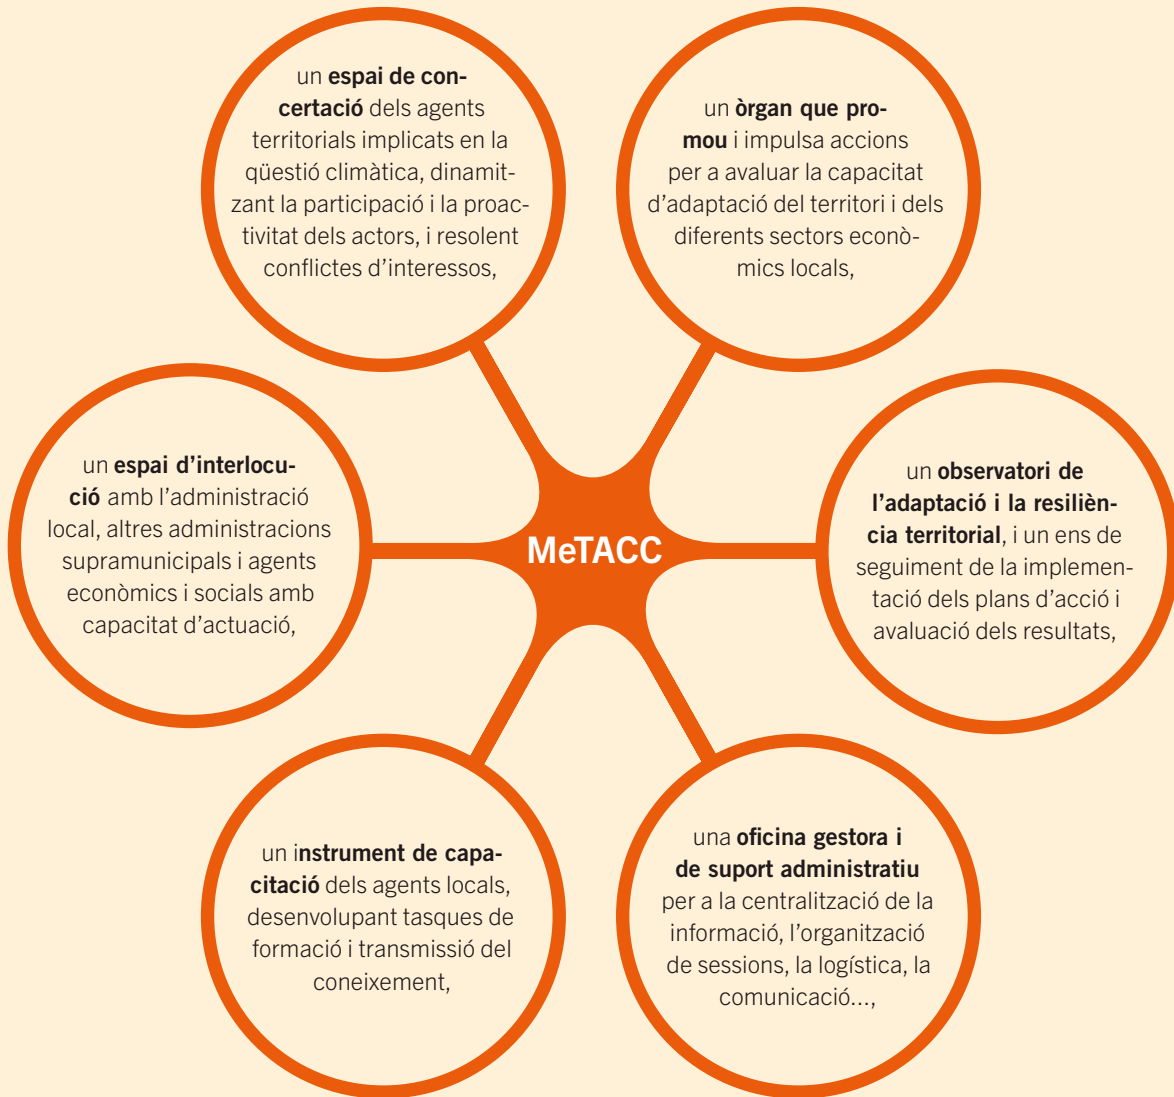 un espai de con-
certació dels agents
territorials implicats en la
qüestió climàtica, dinamit-
zant la participació i la proac-
tivitat dels actors, i resolent
conflictes d’interessos,
un òrgan que pro-
mou i impulsa accions
per a avaluar la capacitat
d’adaptació del territori i dels
diferents sectors econò-
mics locals,
un espai d’interlocu-
ció amb l’administració
local, altres administracions
supramunicipals i agents
econòmics i socials amb
capacitat d’actuació,
MeTACC
un observatori de
l’adaptació i la resilièn-
cia territorial, i un ens de
seguiment de la implemen-
tació dels plans d’acció i
avaluació dels resultats,
un instrument de capa-
citació dels agents locals,
desenvolupant tasques de
formació i transmissió del
coneixement,
una oficina gestora i
de suport administratiu
per a la centralització de la
informació, l’organització
de sessions, la logística, la
comunicació...,